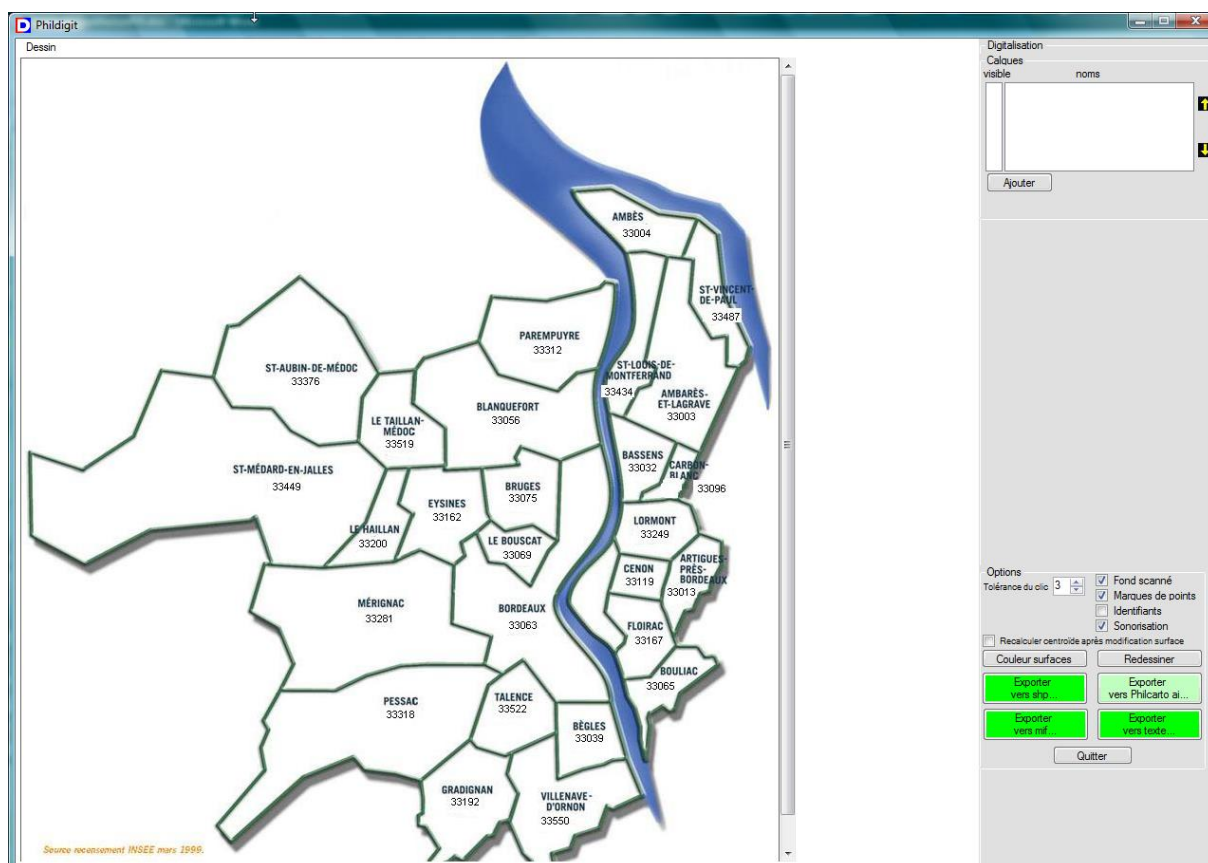 Phildigit
Dessin
AMBÈS
33004
ST-VINCENT-
DE-PAUL
33487
PAREMPUYRE
33312
ST-AUBIN-DE-MÉDOC
33376
ST-LOUIS-DE-
MONTFERRAND
33434
AMBARÈS-
ET-LAGRAVE
33003
BLANQUEFORT
33056
LE TAILLAN-
MÉDOC
33519
BASSENS
33032
CARBON-
BLANC
33096
ST-MÉDARD-EN-JALLES
33449
BRUGES
33075
EYSINES
33162
LE HAILLAN
33200
LE BOUSCAT
33069
LORMONT
33249
ARTIGUES-
PRÈS-
BORDEAUX
33013
CENON
33119
MÉRIGNAC
33281
BORDEAUX
33063
FLOIRAC
33167
BOULIAC
33065
PESSAC
33318
TALENCE
33522
BÈGLES
33039
GRADIGNAN
33192
VILLENAVE-
D'ORNON
33550
Source recensement INSEE mars 1999.
Digitalisation
Calques
visible noms
Ajouter
Options
Tolérance du clic 3
Fond scanné
Marques de points
Identifiants
Sonorisation
Recalculer centroïde après modification surface
Couleur surfaces Redessiner
Exporter
vers shp...
Exporter
vers Philcarto ai...
Exporter
vers mif...
Exporter
vers texte...
Quitter